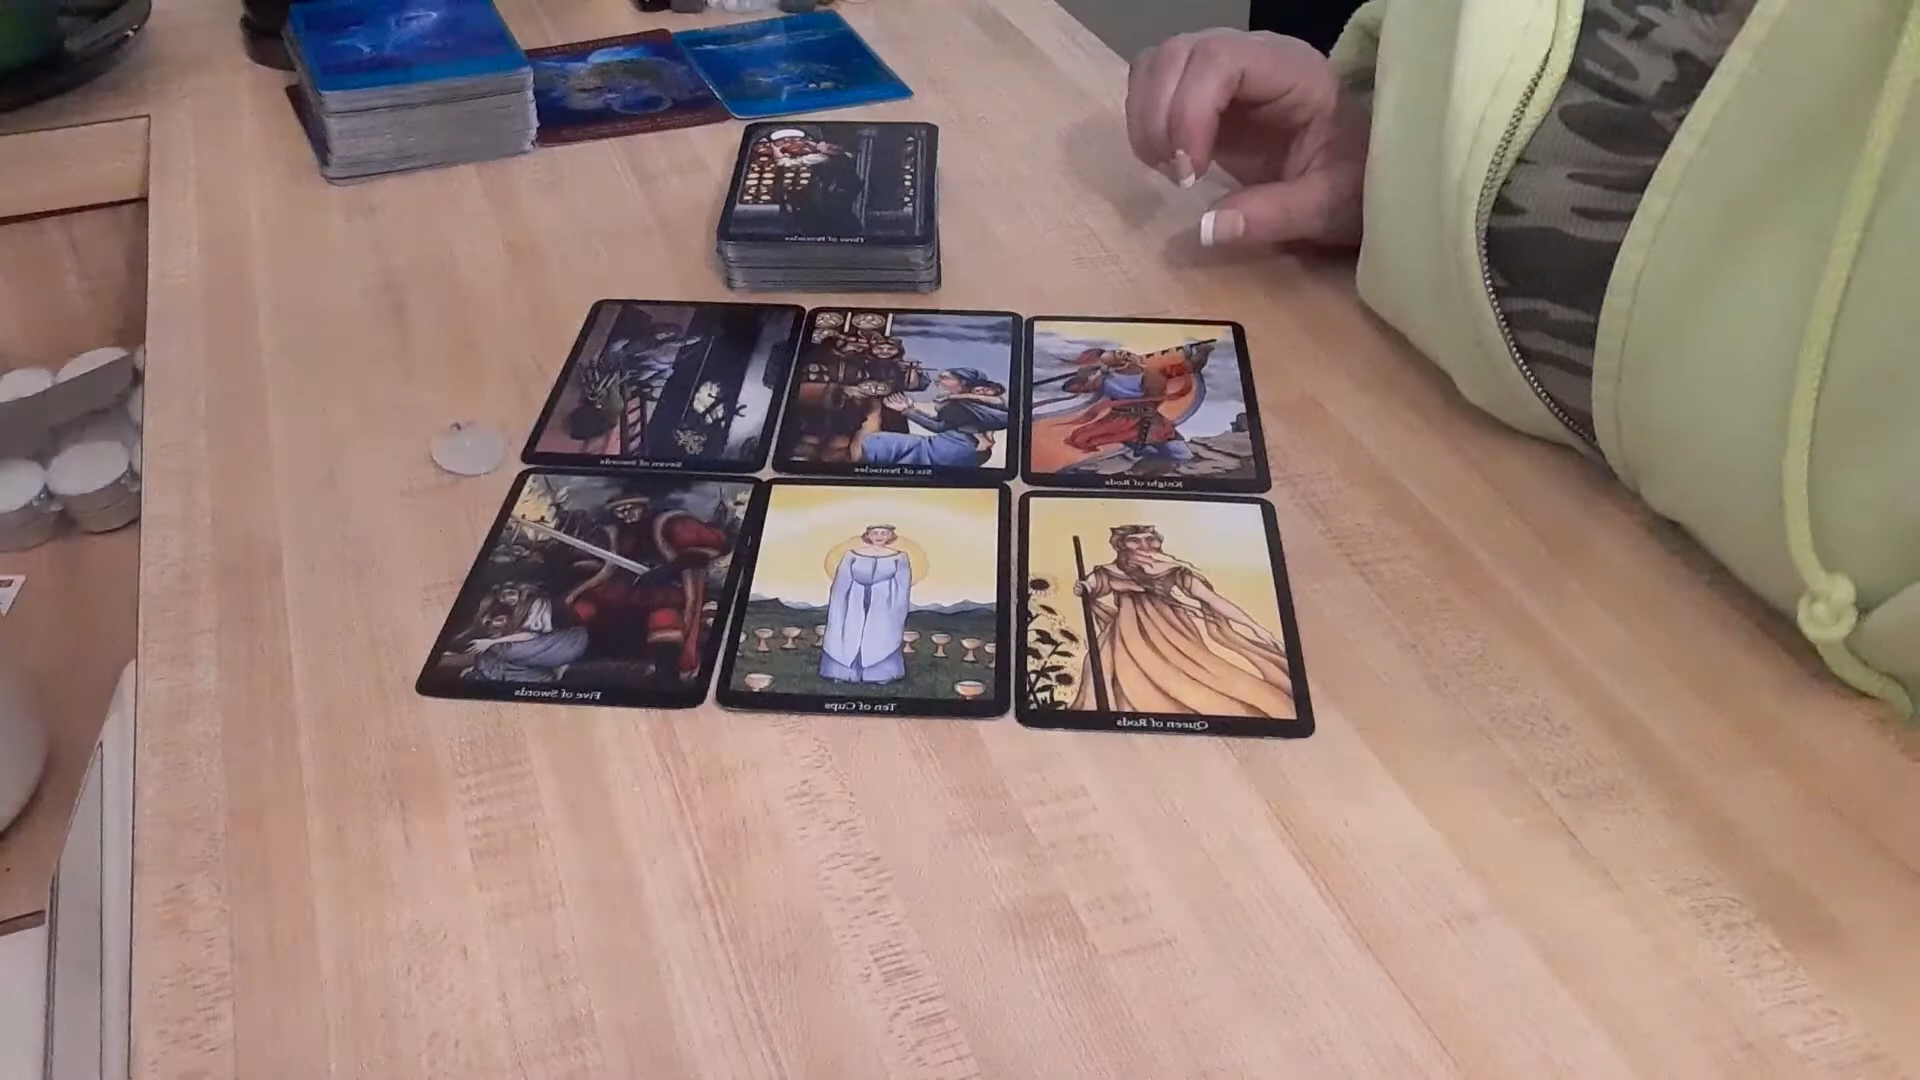 Three of Pentacles
Seven of Swords
Six of Pentacles
Knight of Rods
Five of Swords
Ten of Cups
Queen of Rods